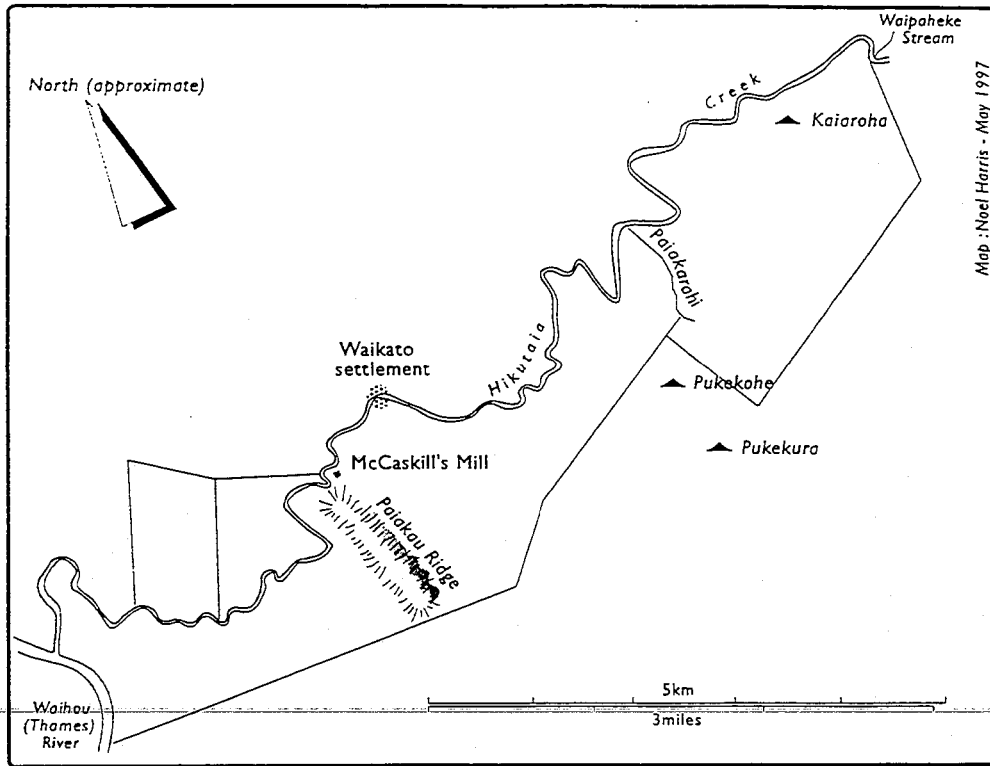 Waipaheke
Stream
North (approximate)
Creek
Kaiaroha
Map : Noel Harris - May 1997
Paiakarahi
Waikato
settlement
Hikutaia
Pukekohe
Pukekura
McCaskill's Mill
Paiakau Ridge
5km
3miles
Waihou
(Thames)
River